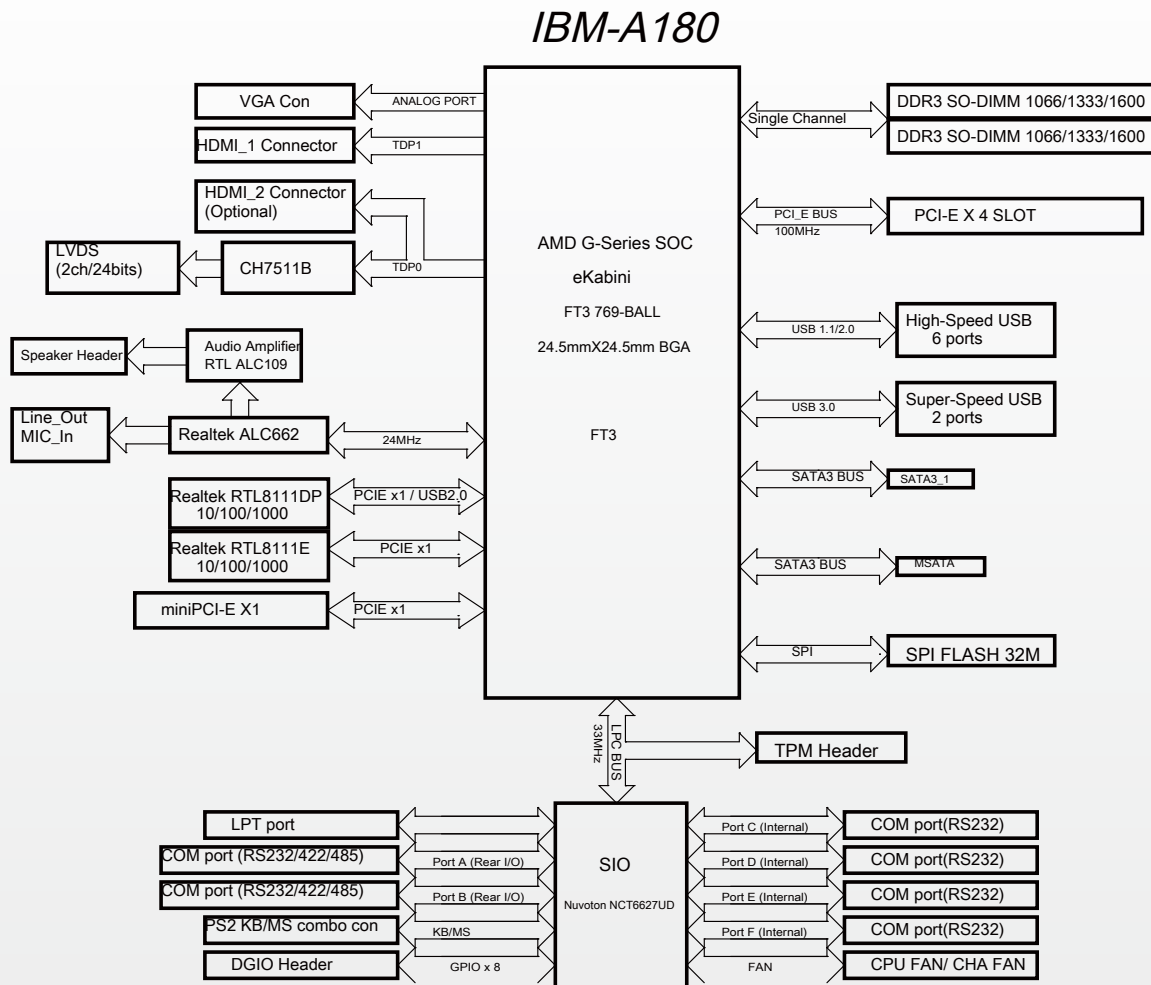 IBM-A180
VGA Con
ANALOG PORT
HDMI_1 Connector
TDP1
HDMI_2 Connector
(Optional)
LVDS
(2ch/24bits)
CH7511B
TDP0
Speaker Header
Audio Amplifier
RTL ALC109
Line_Out
MIC_In
Realtek ALC662
24MHz
Realtek RTL8111DP
10/100/1000
PCIE x1 / USB2.0
Realtek RTL8111E
10/100/1000
PCIE x1
miniPCI-E X1
PCIE x1
AMD G-Series SOC
eKabini
FT3 769-BALL
24.5mmX24.5mm BGA
FT3
Single Channel
DDR3 SO-DIMM 1066/1333/1600
DDR3 SO-DIMM 1066/1333/1600
PCI_E BUS
100MHz
PCI-E X 4 SLOT
USB 1.1/2.0
High-Speed USB
6 ports
USB 3.0
Super-Speed USB
2 ports
SATA3 BUS
SATA3_1
SATA3 BUS
MSATA
SPI
SPI FLASH 32M
LPC BUS
33MHz
TPM Header
LPT port
COM port (RS232/422/485)
Port A (Rear I/O)
COM port (RS232/422/485)
Port B (Rear I/O)
PS2 KB/MS combo con
KB/MS
DGIO Header
GPIO x 8
SIO
Nuvoton NCT6627UD
Port C (Internal)
COM port(RS232)
Port D (Internal)
COM port(RS232)
Port E (Internal)
COM port(RS232)
Port F (Internal)
COM port(RS232)
FAN
CPU FAN/ CHA FAN